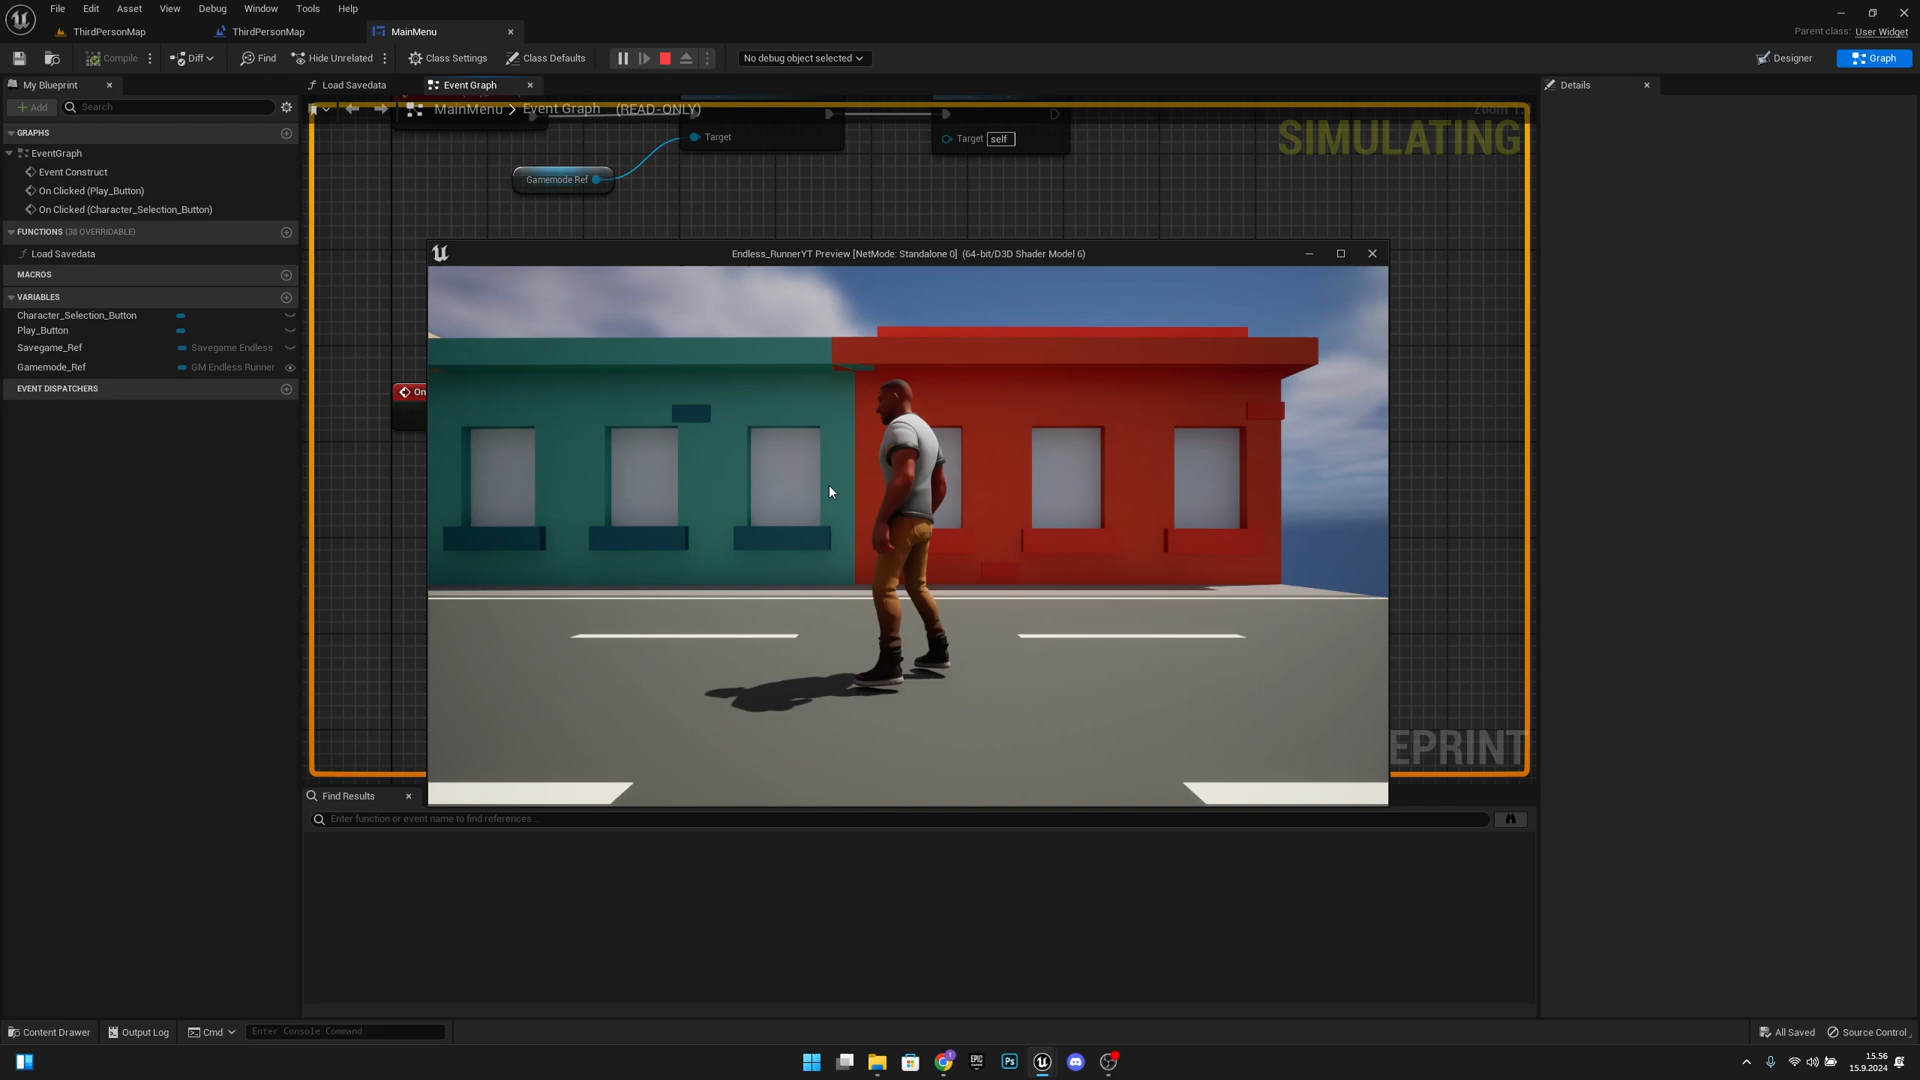 File Edit Asset View Debug Window Tools Help
ThirdPersonMap ThirdPersonMap MainMenu
Parent class: User Widget
Compile Diff Find Hide Unrelated Class Settings Class Defaults No debug object selected Designer Graph
My Blueprint Load Savedata Event Graph Details
Add Search
MainMenu > Event Graph (READ-ONLY)
SIMULATING
GRAPHS
EventGraph
Event Construct
On Clicked (Play_Button)
On Clicked (Character_Selection_Button)
FUNCTIONS (38 OVERRIDABLE)
Load Savedata
MACROS
VARIABLES
Character_Selection_Button
Play_Button
Savegame_Ref Savegame Endless
Gamemode_Ref GM Endless Runner
EVENT DISPATCHERS
Target
Target self
Gamemode Ref
On
Endless_RunnerYT Preview [NetMode: Standalone 0] (64-bit/D3D Shader Model 6)
EPRINT
Find Results
Enter function or event name to find references...
Content Drawer Output Log Cmd Enter Console Command All Saved Source Control
Ps
15.56
15.9.2024